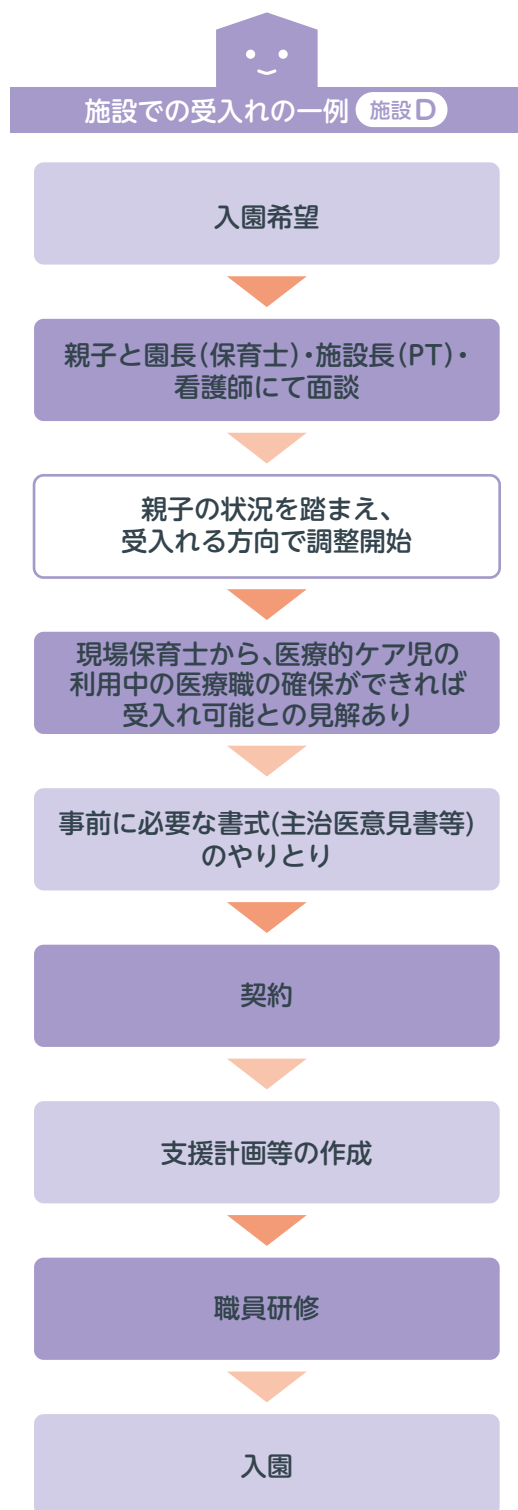 施設での受入れの一例 施設D
入園希望
親子と園長(保育士)・施設長(PT)・
看護師にて面談
親子の状況を踏まえ、
受入れる方向で調整開始
現場保育士から、医療的ケア児の
利用中の医療職の確保ができれば
受入れ可能との見解あり
事前に必要な書式(主治医意見書等)
のやりとり
契約
支援計画等の作成
職員研修
入園